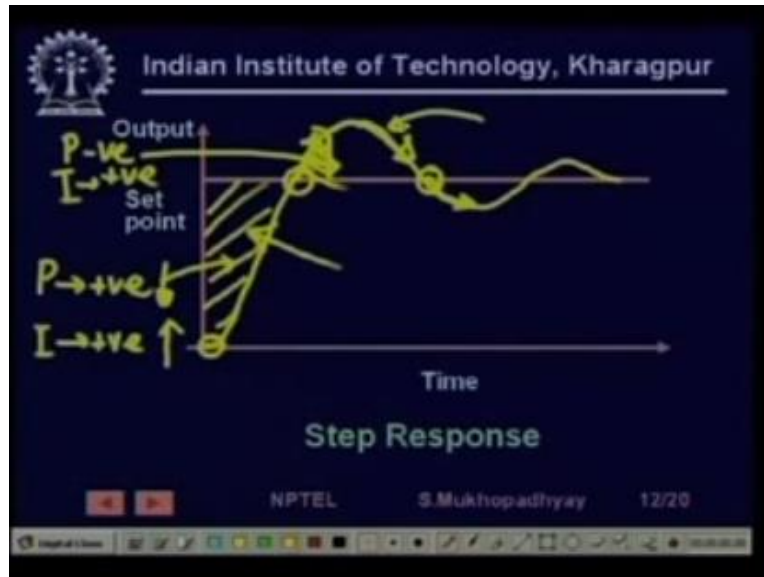 Indian Institute of Technology, Kharagpur
Output
P-ve
I→+ve
Set
point
P→+ve ↓
I→+ve ↑
Time
Step Response
NPTEL S.Mukhopadhyay 12/20